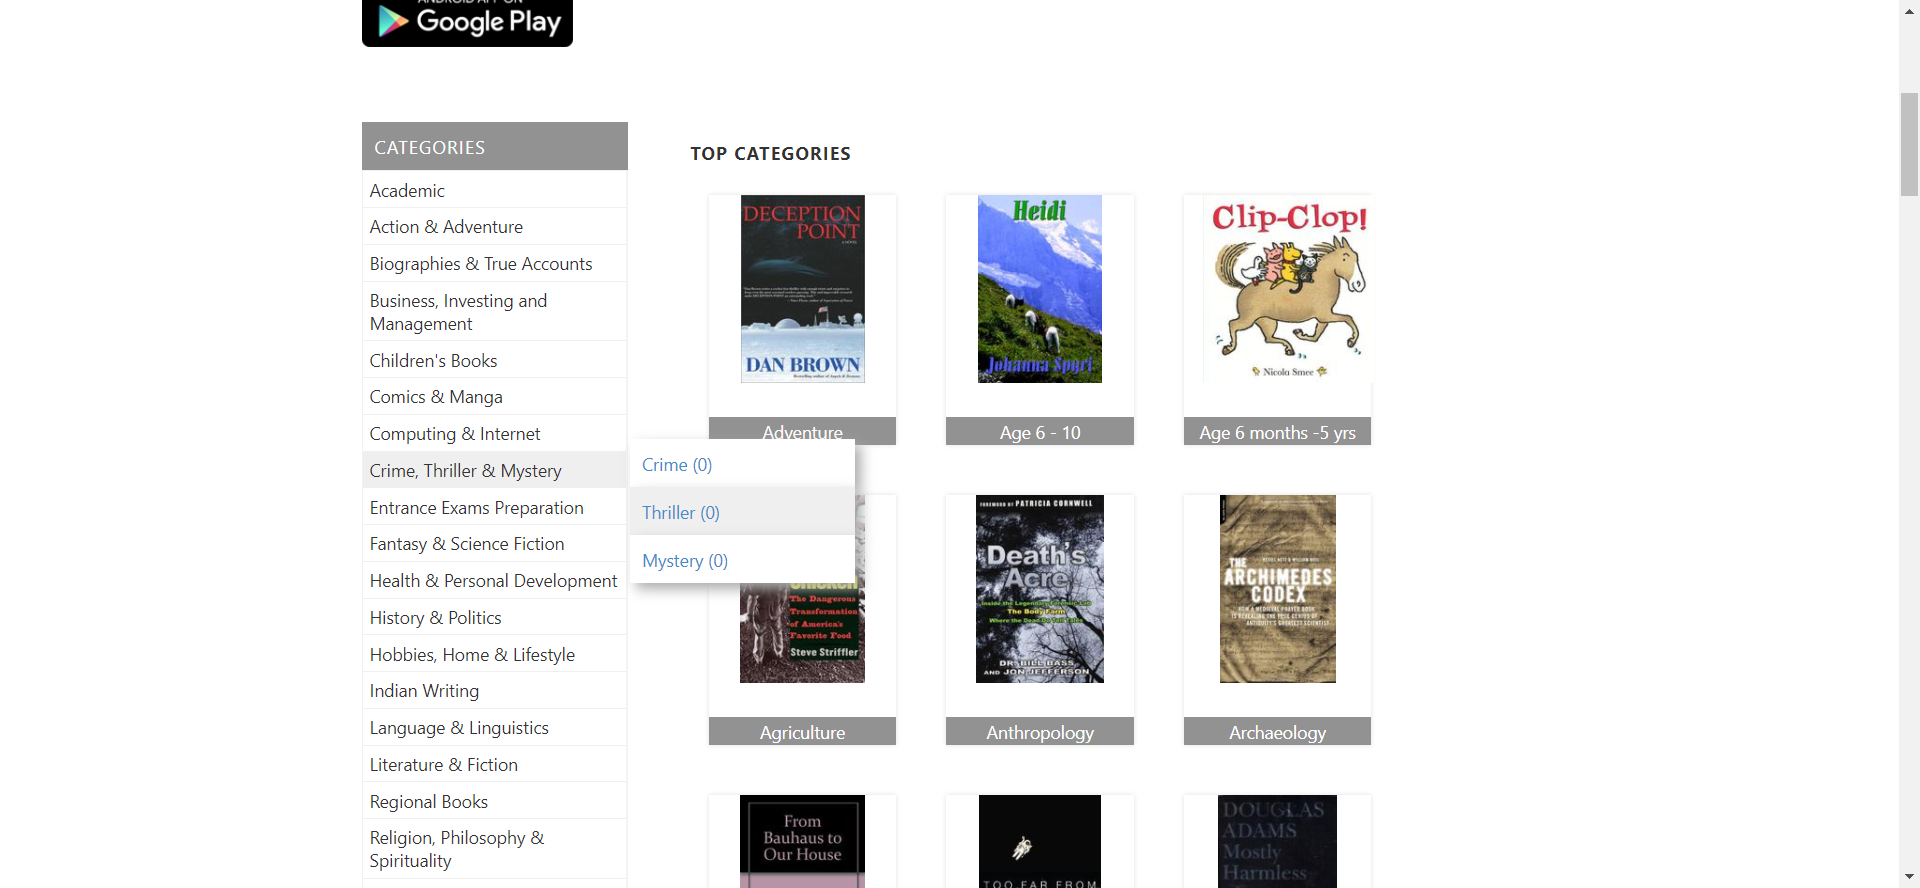 Google Play
CATEGORIES
Academic
Action & Adventure
Biographies & True Accounts
Business, Investing and
Management
Children's Books
Comics & Manga
Computing & Internet
Crime, Thriller & Mystery
Entrance Exams Preparation
Fantasy & Science Fiction
Health & Personal Development
History & Politics
Hobbies, Home & Lifestyle
Indian Writing
Language & Linguistics
Literature & Fiction
Regional Books
Religion, Philosophy &
Spirituality
Crime (0)
Thriller (0)
Mystery (0)
TOP CATEGORIES
DECEPTION
POINT
A NOVEL
DAN BROWN
Adventure
Heidi
Johanna Spyri
Age 6 - 10
Clip-Clop!
Nicola Smee
Age 6 months -5 yrs
The Dangerous
Transformation
of America's
Favorite Food
Steve Striffler
Agriculture
FOREWORD BY PATRICIA CORNWELL
Death's
Acre
Inside the Legendary Forensic Lab
The Body Farm
Where the Dead Do Tell Tales
DR. BILL BASS
AND JON JEFFERSON
Anthropology
THE
ARCHIMEDES
CODEX
Archaeology
From
Bauhaus to
Our House
TOO FAR FROM
DOUGLAS
ADAMS
Mostly
Harmless